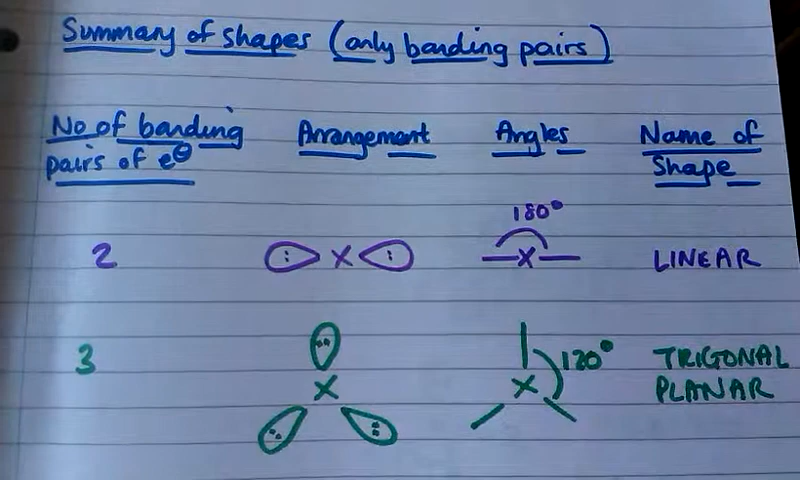 Summary of shapes (only bonding pairs)
No of bonding pairs of e⊖
Arrangement
Angles
Name of Shape
2
X
180°
X
LINEAR
3
X
120°
X
TRIGONAL
PLANAR